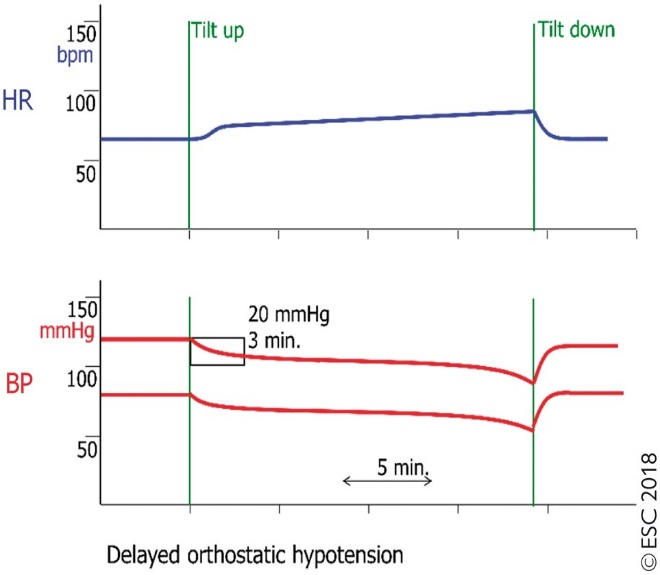 150
bpm
HR
100
50
Tilt up
Tilt down
150
mmHg
BP
100
50
20 mmHg
3 min.
5 min.
Delayed orthostatic hypotension
© ESC 2018